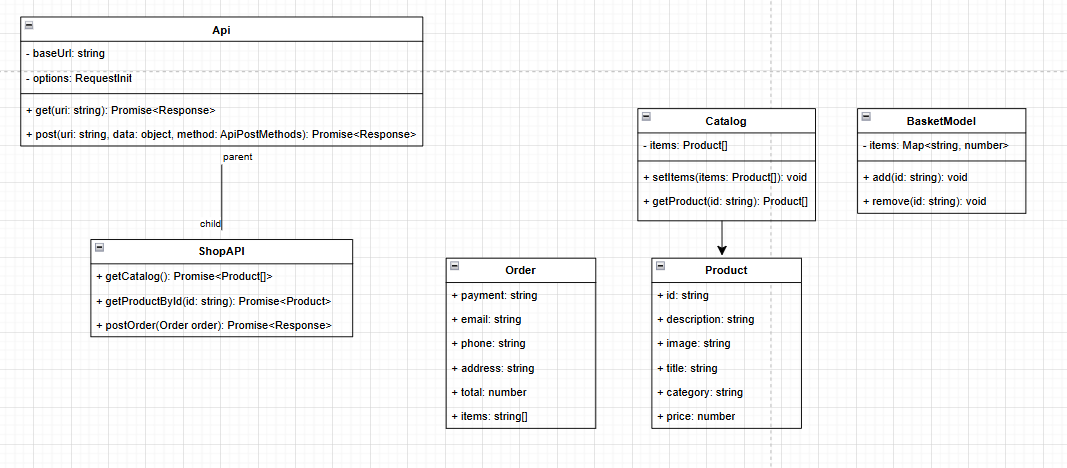 Api
- baseUrl: string
- options: RequestInit
+ get(uri: string): Promise<Response>
+ post(uri: string, data: object, method: ApiPostMethods): Promise<Response>
parent
child
ShopAPI
+ getCatalog(): Promise<Product[]>
+ getProductById(id: string): Promise<Product>
+ postOrder(Order order): Promise<Response>
Catalog
- items: Product[]
+ setItems(items: Product[]): void
+ getProduct(id: string): Product[]
BasketModel
- items: Map<string, number>
+ add(id: string): void
+ remove(id: string): void
Order
+ payment: string
+ email: string
+ phone: string
+ address: string
+ total: number
+ items: string[]
Product
+ id: string
+ description: string
+ image: string
+ title: string
+ category: string
+ price: number